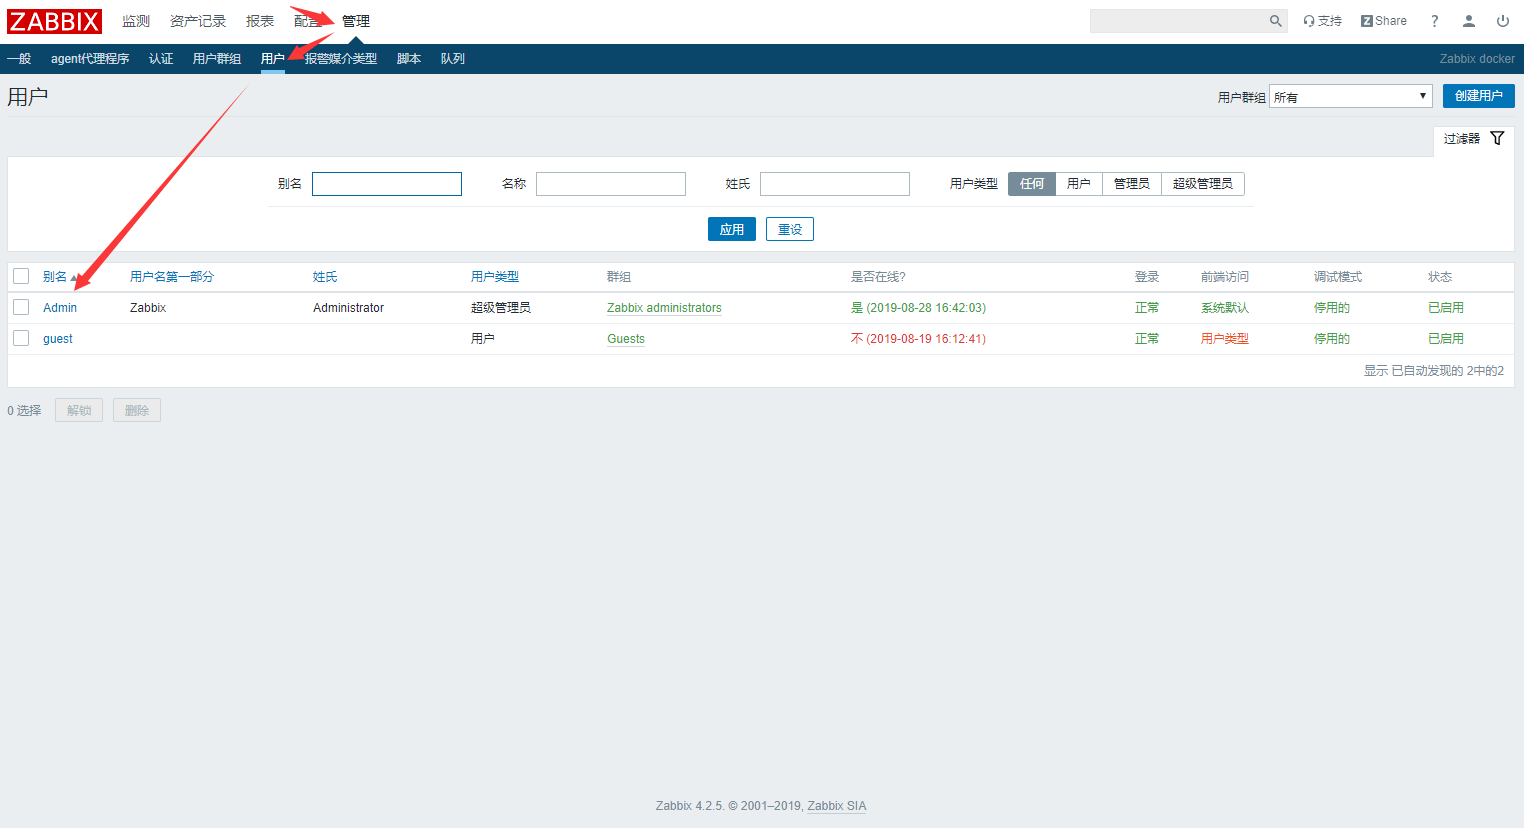 ZABBIX 监测 资产记录 报表 配置 管理 支持 Z Share ?
一般 agent代理程序 认证 用户群组 用户 报警媒介类型 脚本 队列 Zabbix docker
用户 用户群组 所有 创建用户
过滤器
别名 名称 姓氏 用户类型 任何 用户 管理员 超级管理员
应用 重设
别名 用户名第一部分 姓氏 用户类型 群组 是否在线? 登录 前端访问 调试模式 状态
Admin Zabbix Administrator 超级管理员 Zabbix administrators 是 (2019-08-28 16:42:03) 正常 系统默认 停用的 已启用
guest 用户 Guests 不 (2019-08-19 16:12:41) 正常 用户类型 停用的 已启用
显示 已自动发现的 2中的2
0 选择 解锁 删除
Zabbix 4.2.5. © 2001–2019, Zabbix SIA